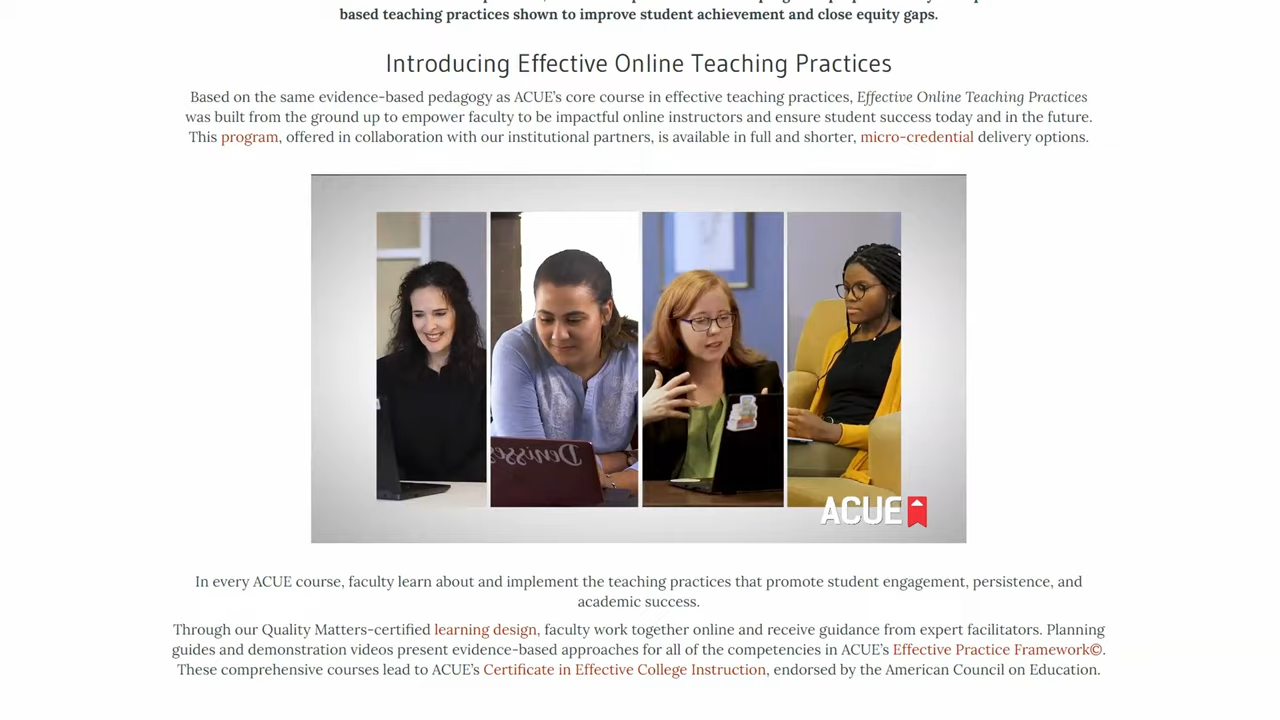 based teaching practices shown to improve student achievement and close equity gaps.
Introducing Effective Online Teaching Practices
Based on the same evidence-based pedagogy as ACUE's core course in effective teaching practices, Effective Online Teaching Practices
was built from the ground up to empower faculty to be impactful online instructors and ensure student success today and in the future.
This program, offered in collaboration with our institutional partners, is available in full and shorter, micro-credential delivery options.
Denisse
ACUE
In every ACUE course, faculty learn about and implement the teaching practices that promote student engagement, persistence, and
academic success.
Through our Quality Matters-certified learning design, faculty work together online and receive guidance from expert facilitators. Planning
guides and demonstration videos present evidence-based approaches for all of the competencies in ACUE's Effective Practice Framework©.
These comprehensive courses lead to ACUE's Certificate in Effective College Instruction, endorsed by the American Council on Education.